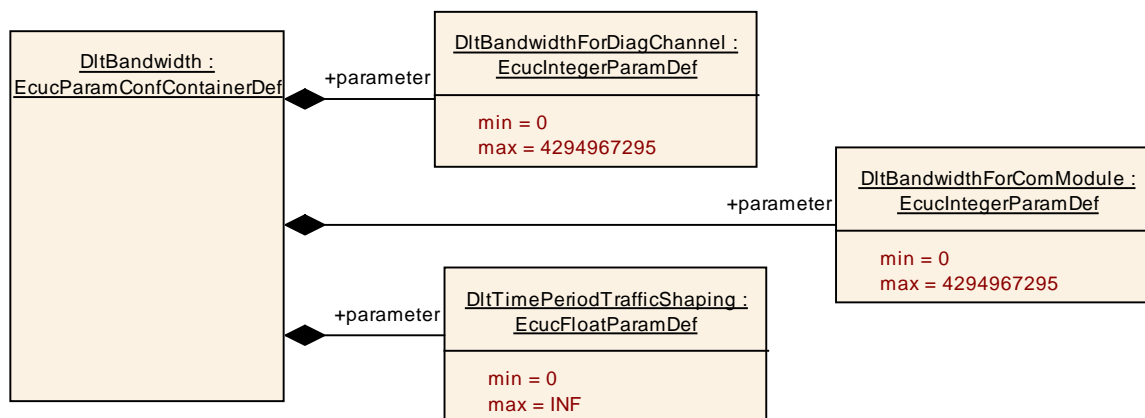 DltBandwidth :
EcucParamConfContainerDef
+parameter
DltBandwidthForDiagChannel :
EcucIntegerParamDef
min = 0
max = 4294967295
+parameter
DltBandwidthForComModule :
EcucIntegerParamDef
min = 0
max = 4294967295
+parameter
DltTimePeriodTrafficShaping :
EcucFloatParamDef
min = 0
max = INF